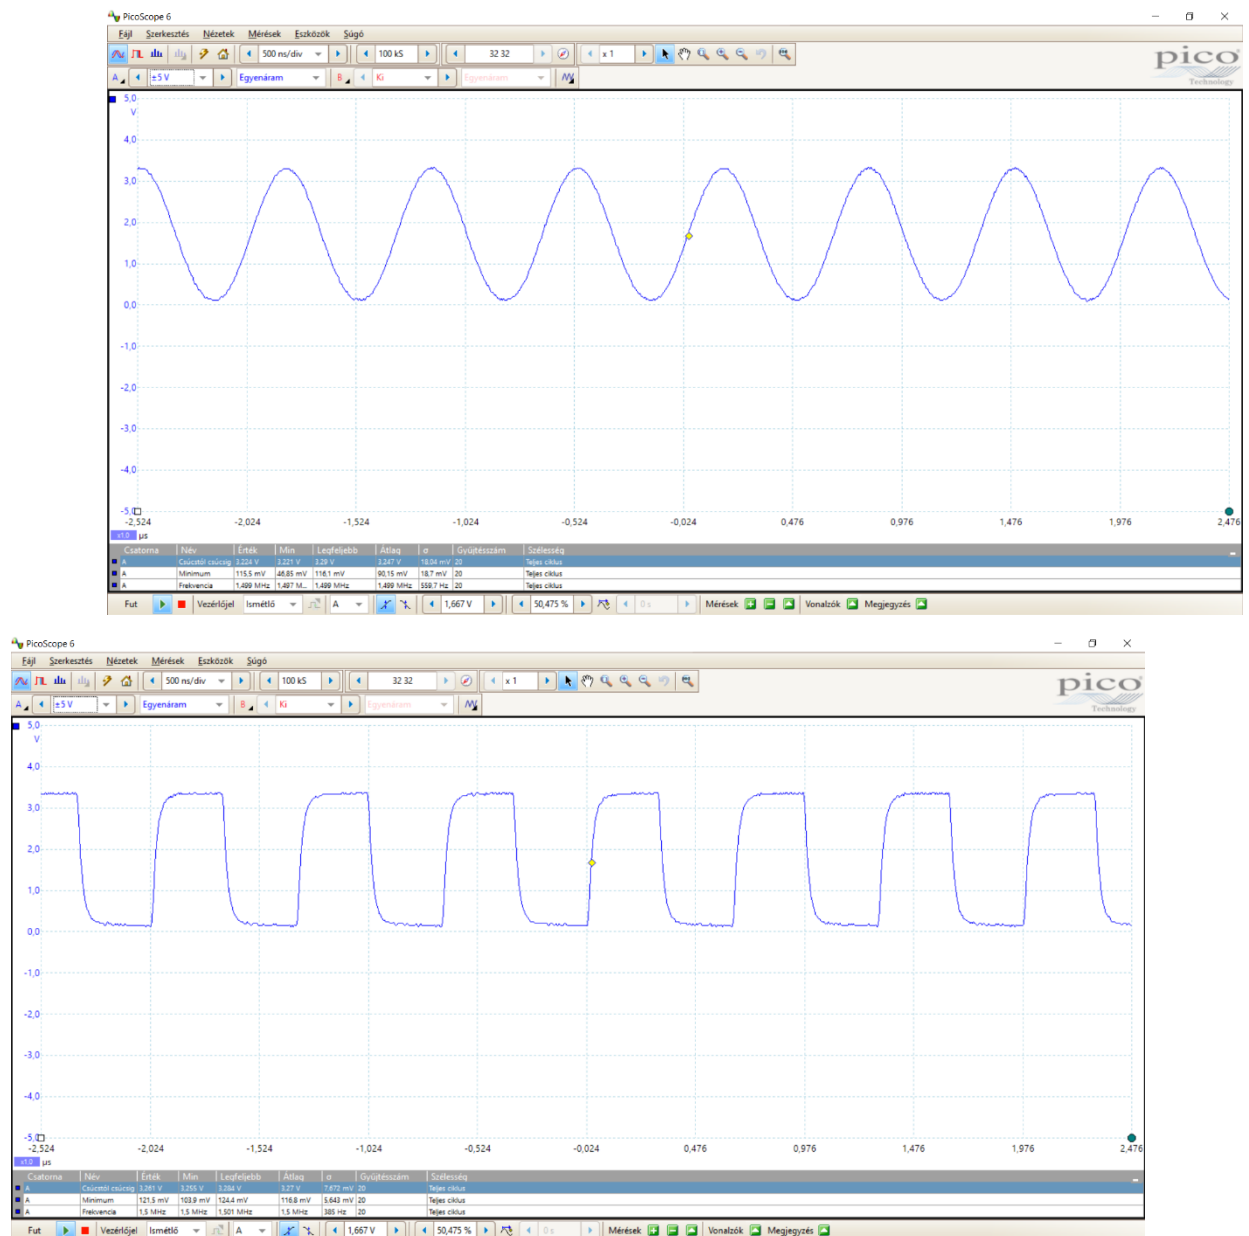 PicoScope 6
Fájl Szerkesztés Nézetek Mérések Eszközök Súgó
500 ns/div 100 kS 32 32 x 1
pico
Technology
A ±5 V Egyenáram B Ki Egyenáram
5,0
V
4,0
3,0
2,0
1,0
0,0
-1,0
-2,0
-3,0
-4,0
-5,0
-2,524 -2,024 -1,524 -1,024 -0,524 -0,024 0,476 0,976 1,476 1,976 2,476
x1,0 µs
Csatorna Név Érték Min Legfeljebb Átlag σ Gyűjtésszám Szélesség
A Csúcstól csúcsig 3.224 V 3.221 V 3.29 V 3.247 V 18.04 mV 20 Teljes ciklus
A Minimum 115,5 mV 46,85 mV 116,1 mV 90,15 mV 18,7 mV 20 Teljes ciklus
A Frekvencia 1,499 MHz 1,497 M... 1,499 MHz 1,499 MHz 559,7 Hz 20 Teljes ciklus
Fut Vezérlőjel Ismétlő A 1,667 V 50,475 % 0 s Mérések Vonalzók Megjegyzés
PicoScope 6
Fájl Szerkesztés Nézetek Mérések Eszközök Súgó
500 ns/div 100 kS 32 32 x 1
pico
Technology
A ±5 V Egyenáram B Ki Egyenáram
5,0
V
4,0
3,0
2,0
1,0
0,0
-1,0
-2,0
-3,0
-4,0
-5,0
-2,524 -2,024 -1,524 -1,024 -0,524 -0,024 0,476 0,976 1,476 1,976 2,476
x1,0 µs
Csatorna Név Érték Min Legfeljebb Átlag σ Gyűjtésszám Szélesség
A Csúcstól csúcsig 3.261 V 3.255 V 3.284 V 3.27 V 7.672 mV 20 Teljes ciklus
A Minimum 121,5 mV 103,9 mV 124,4 mV 116,8 mV 5,643 mV 20 Teljes ciklus
A Frekvencia 1,5 MHz 1,5 MHz 1,501 MHz 1,5 MHz 385 Hz 20 Teljes ciklus
Fut Vezérlőjel Ismétlő A 1,667 V 50,475 % 0 s Mérések Vonalzók Megjegyzés